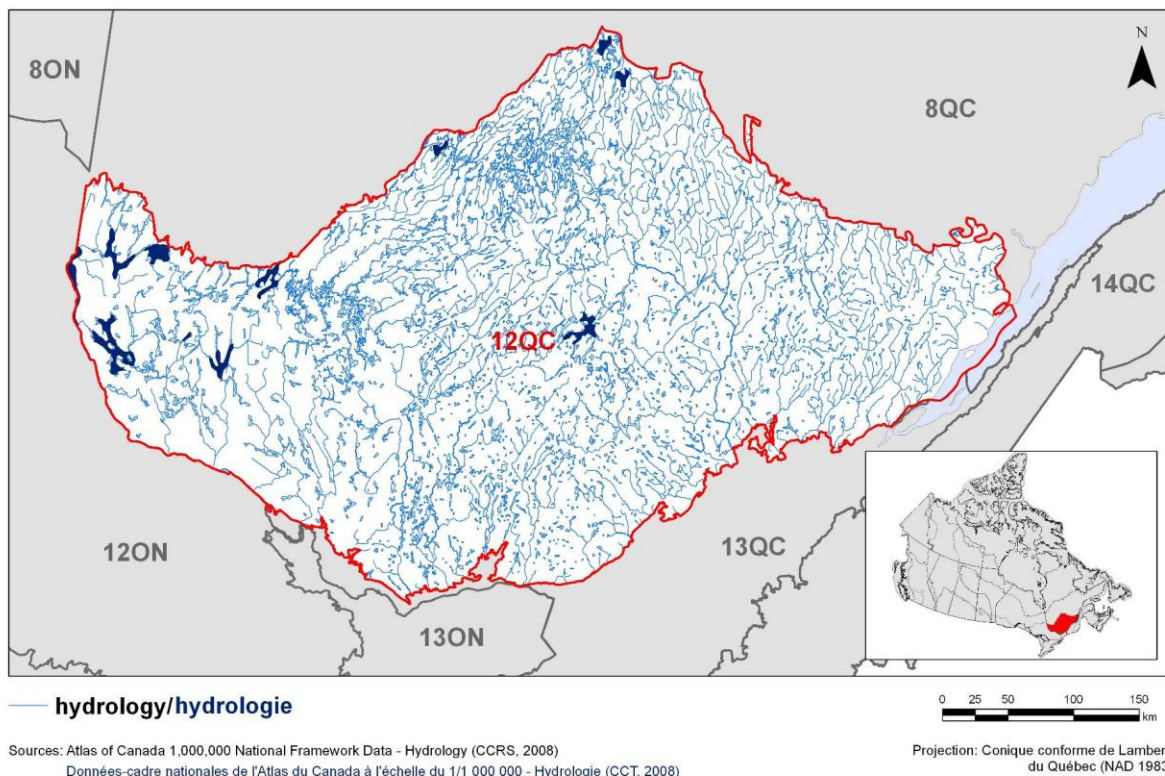 8ON
N
8QC
14QC
12QC
12ON
13QC
13ON
hydrology/hydrologie
0 25 50 100 150
km
Sources: Atlas of Canada 1,000,000 National Framework Data - Hydrology (CCRS, 2008)
Données-cadre nationales de l'Atlas du Canada à l'échelle du 1/1 000 000 - Hydrologie (CCT, 2008)
Projection: Conique conforme de Lamber
du Québec (NAD 1983